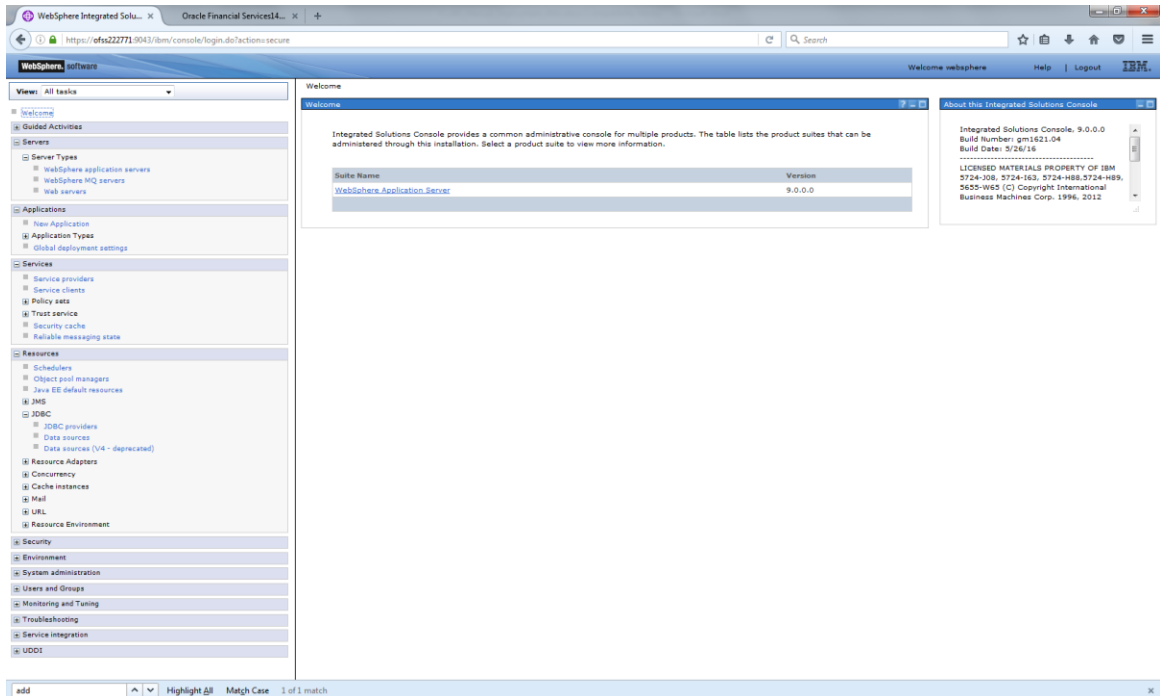 WebSphere Integrated Solu... ×
Oracle Financial Services14... ×
+
https://ofss222771:9043/ibm/console/login.do?action=secure
Search
WebSphere. software
Welcome websphere
Help | Logout
IBM.
View: All tasks
Welcome
Guided Activities
Servers
Server Types
WebSphere application servers
WebSphere MQ servers
Web servers
Applications
New Application
Application Types
Global deployment settings
Services
Service providers
Service clients
Policy sets
Trust service
Security cache
Reliable messaging state
Resources
Schedulers
Object pool managers
Java EE default resources
JMS
JDBC
JDBC providers
Data sources
Data sources (V4 - deprecated)
Resource Adapters
Concurrency
Cache instances
Mail
URL
Resource Environment
Security
Environment
System administration
Users and Groups
Monitoring and Tuning
Troubleshooting
Service integration
UDDI
Welcome
Welcome
Integrated Solutions Console provides a common administrative console for multiple products. The table lists the product suites that can be
administered through this installation. Select a product suite to view more information.
Suite Name Version
WebSphere Application Server 9.0.0.0
About this Integrated Solutions Console
Integrated Solutions Console, 9.0.0.0
Build Number: gm1621.04
Build Date: 5/26/16
----------------------------------------
LICENSED MATERIALS PROPERTY OF IBM
5724-J08, 5724-I63, 5724-H88,5724-H89,
5655-W65 (C) Copyright International
Business Machines Corp. 1996, 2012
add
Highlight All Match Case 1 of 1 match